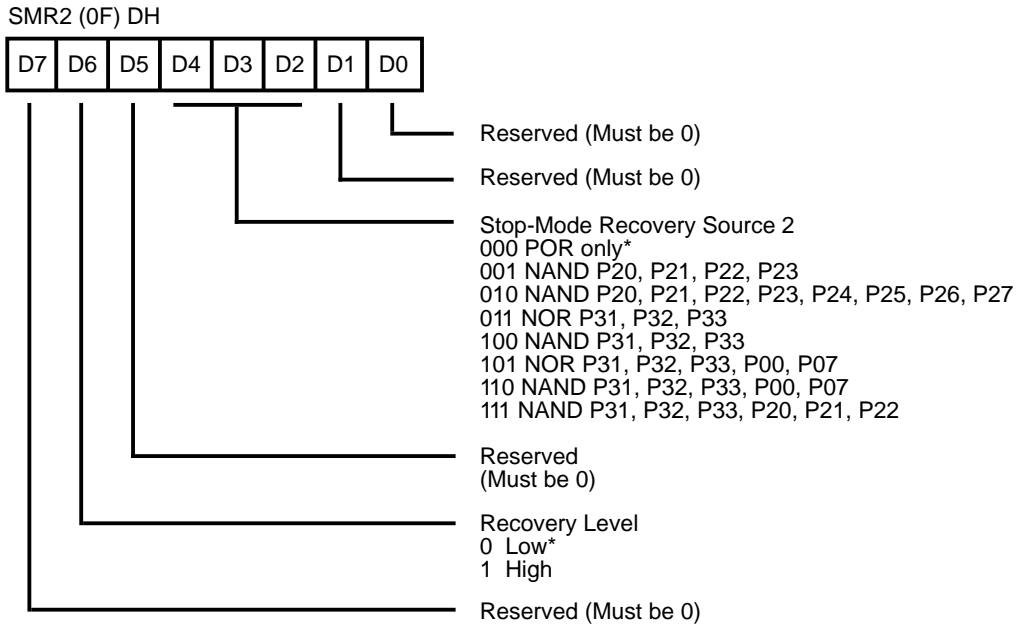 SMR2 (0F) DH
D7 D6 D5 D4 D3 D2 D1 D0
Reserved (Must be 0)
Reserved (Must be 0)
Stop-Mode Recovery Source 2
000 POR only*
001 NAND P20, P21, P22, P23
010 NAND P20, P21, P22, P23, P24, P25, P26, P27
011 NOR P31, P32, P33
100 NAND P31, P32, P33
101 NOR P31, P32, P33, P00, P07
110 NAND P31, P32, P33, P00, P07
111 NAND P31, P32, P33, P20, P21, P22
Reserved
(Must be 0)
Recovery Level
0 Low*
1 High
Reserved (Must be 0)